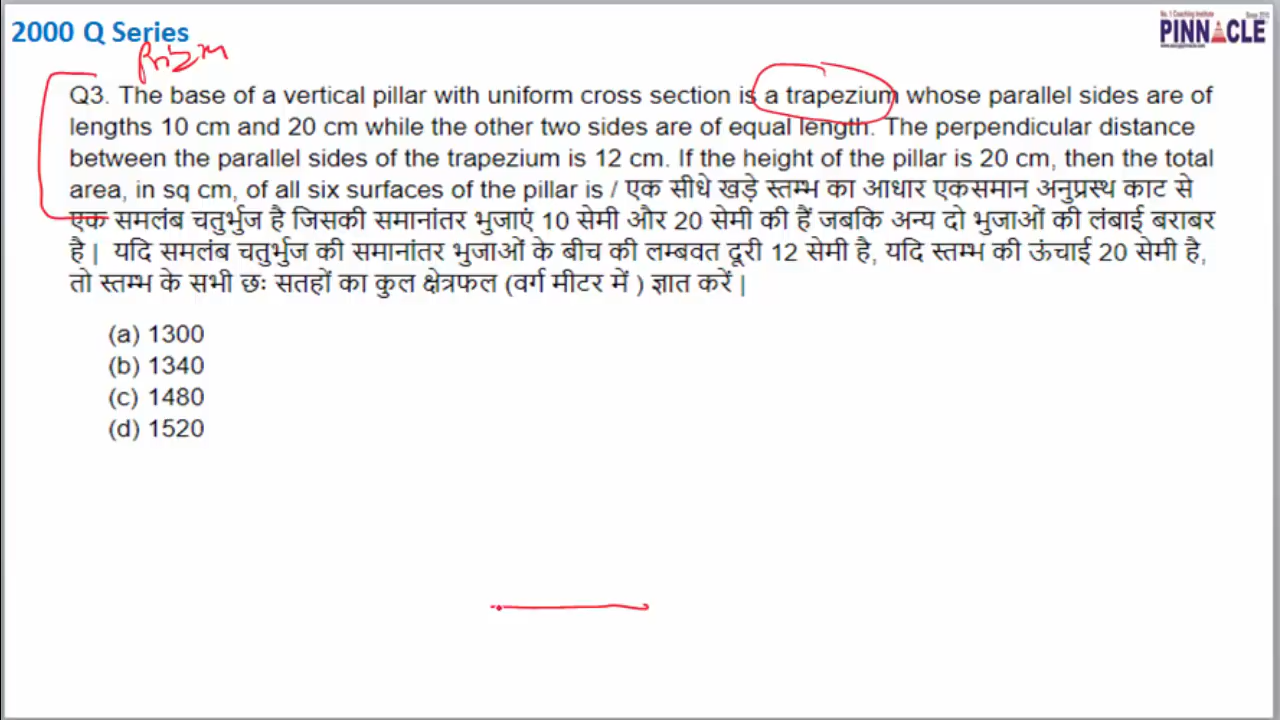 2000 Q Series
No. 1 Coaching Institute
PINNACLE
Prizm
Q3. The base of a vertical pillar with uniform cross section is a trapezium whose parallel sides are of
lengths 10 cm and 20 cm while the other two sides are of equal length. The perpendicular distance
between the parallel sides of the trapezium is 12 cm. If the height of the pillar is 20 cm, then the total
area, in sq cm, of all six surfaces of the pillar is / एक सीधे खड़े स्तम्भ का आधार एकसमान अनुप्रस्थ काट से
एक समलंब चतुर्भुज है जिसकी समानांतर भुजाएं 10 सेमी और 20 सेमी की हैं जबकि अन्य दो भुजाओं की लंबाई बराबर
है | यदि समलंब चतुर्भुज की समानांतर भुजाओं के बीच की लम्बवत दूरी 12 सेमी है, यदि स्तम्भ की ऊंचाई 20 सेमी है,
तो स्तम्भ के सभी छः सतहों का कुल क्षेत्रफल (वर्ग मीटर में ) ज्ञात करें |
(a) 1300
(b) 1340
(c) 1480
(d) 1520